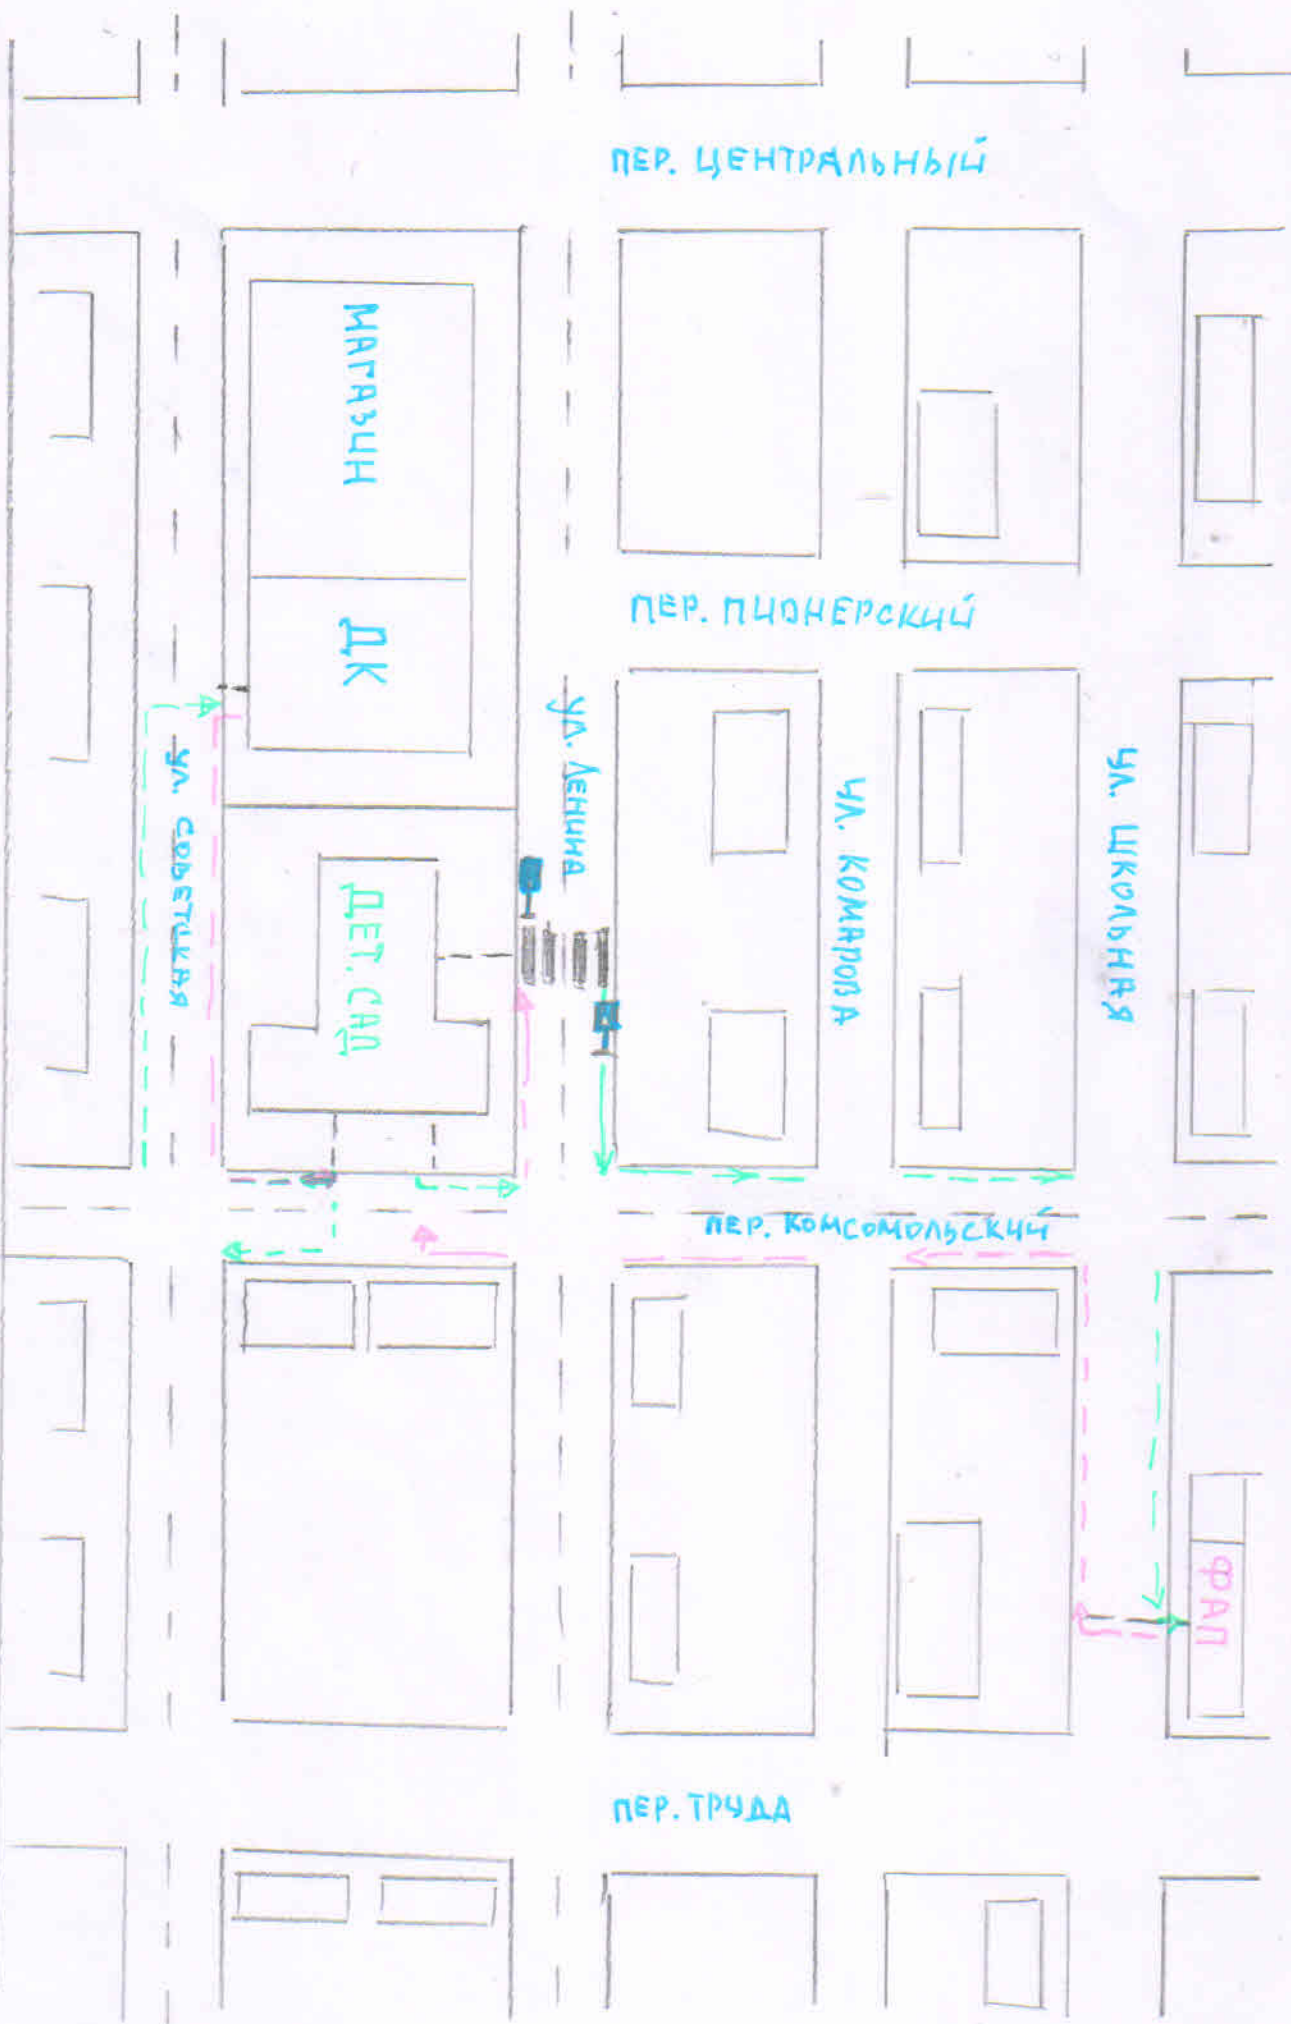 ПЕР. ЦЕНТРАЛЬНЫЙ
МАГАЗИН
ДК
ПЕР. ПИОНЕРСКИЙ
УЛ. СОВЕТСКАЯ
УЛ. Ленина
УЛ. КОМАРОВА
УЛ. ШКОЛЬНАЯ
ДЕТ. САД
ПЕР. КОМСОМОЛЬСКИЙ
ФАП
ПЕР. ТРУДА